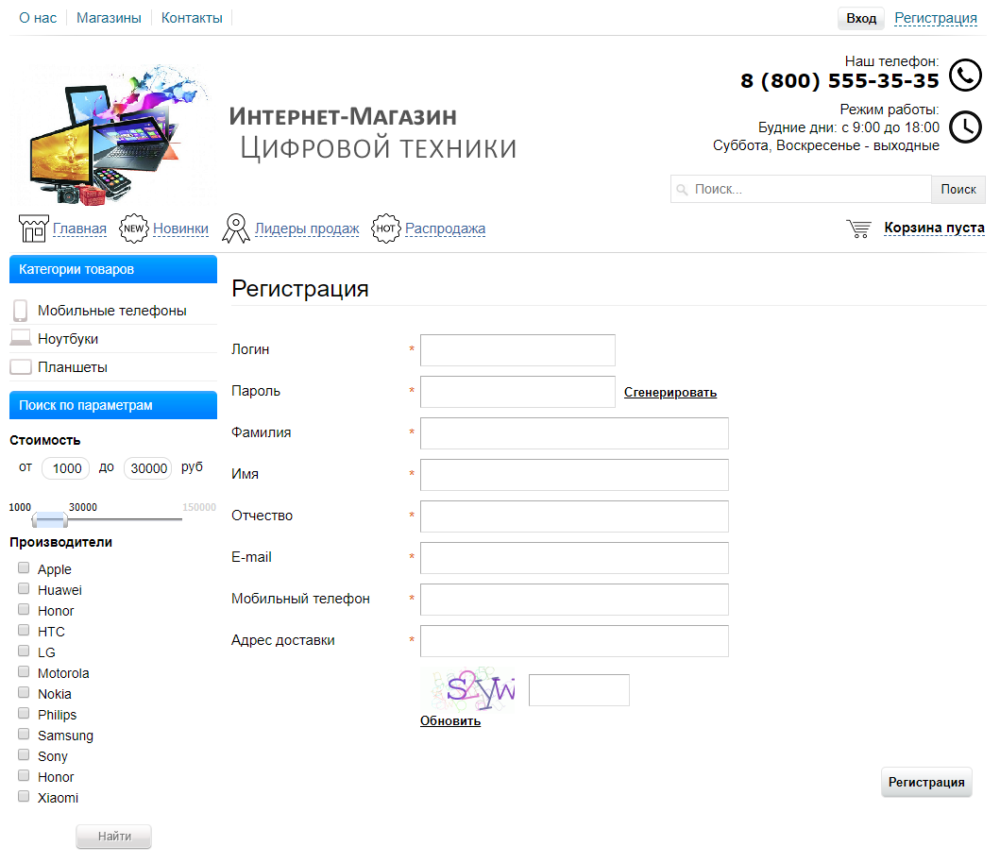 О нас Магазины Контакты Вход Регистрация
Наш телефон:
8 (800) 555-35-35
Режим работы:
Будние дни: с 9:00 до 18:00
Суббота, Воскресенье - выходные
Интернет-Магазин
Цифровой техники
Поиск... Поиск
Главная NEW Новинки Лидеры продаж HOT Распродажа Корзина пуста
Категории товаров
Мобильные телефоны
Ноутбуки
Планшеты
Поиск по параметрам
Стоимость
от 1000 до 30000 руб
1000 30000 150000
Производители
Apple
Huawei
Honor
HTC
LG
Motorola
Nokia
Philips
Samsung
Sony
Honor
Xiaomi
Найти
Регистрация
Логин *
Пароль * Сгенерировать
Фамилия *
Имя *
Отчество *
E-mail *
Мобильный телефон *
Адрес доставки *
s2yw
Обновить
Регистрация